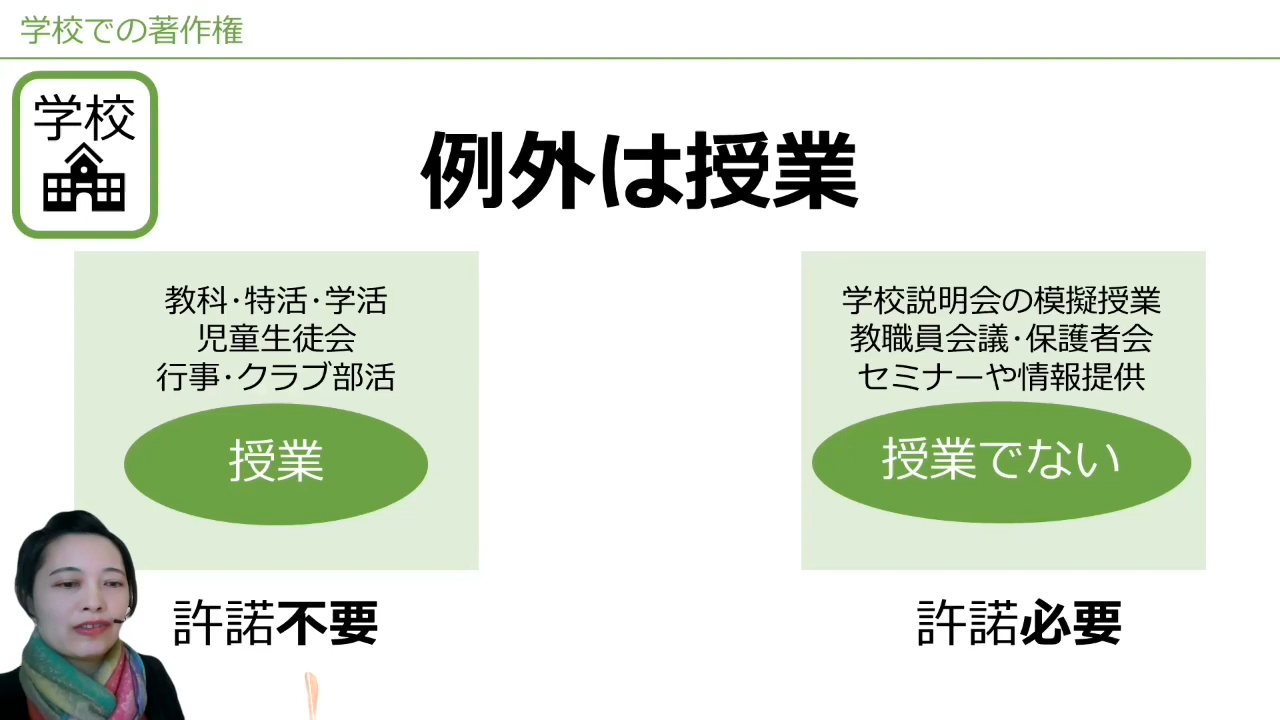 学校での著作権
学校
例外は授業
教科･特活･学活
児童生徒会
行事･クラブ部活
授業
許諾不要
学校説明会の模擬授業
教職員会議･保護者会
セミナーや情報提供
授業でない
許諾必要